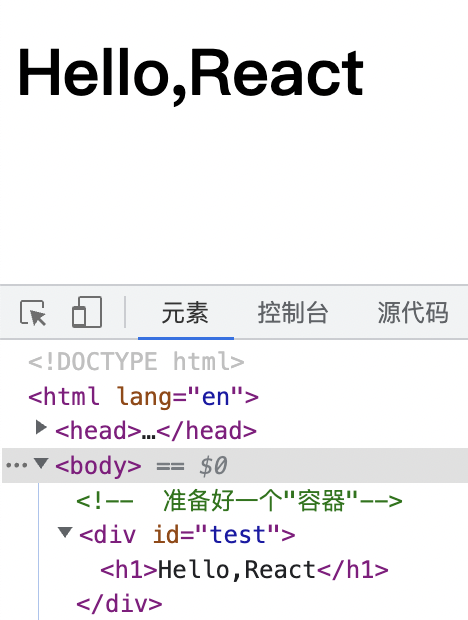 Hello,React
元素 控制台 源代码
<!DOCTYPE html>
<html lang="en">
<head>…</head>
<body> == $0
<!--  准备好一个"容器"-->
<div id="test">
<h1>Hello,React</h1>
</div>